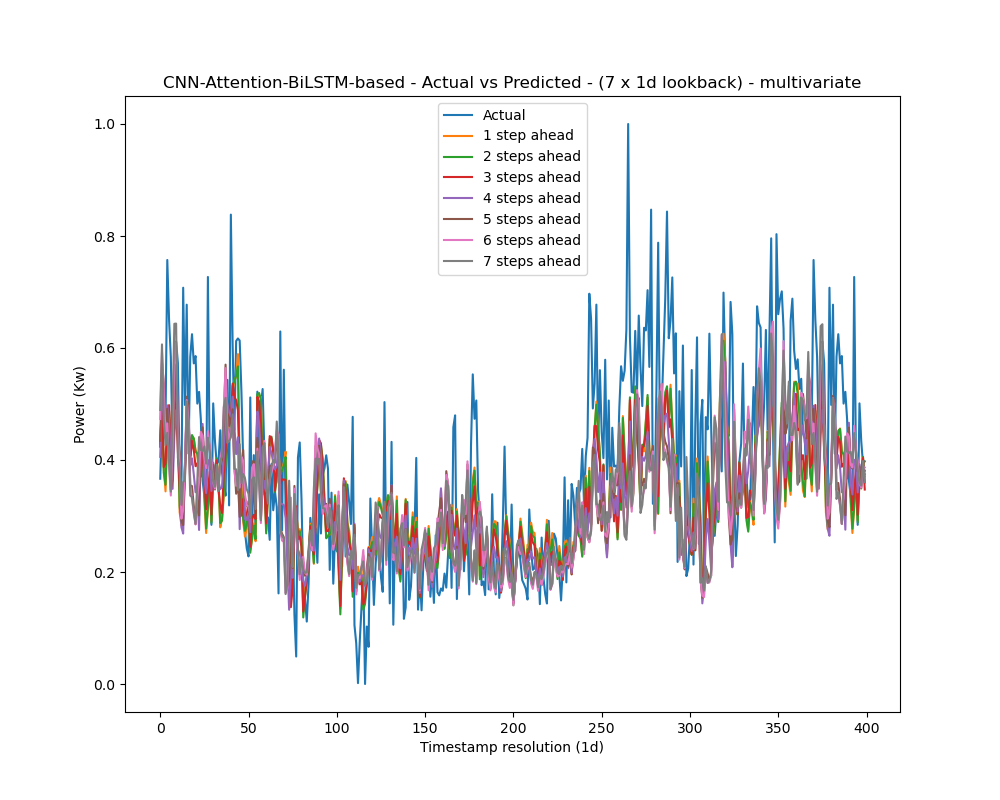 CNN-Attention-BiLSTM-based - Actual vs Predicted - (7 x 1d lookback) - multivariate
Actual
1 step ahead
2 steps ahead
3 steps ahead
4 steps ahead
5 steps ahead
6 steps ahead
7 steps ahead
Power (Kw)
1.0
0.8
0.6
0.4
0.2
0.0
0 50 100 150 200 250 300 350 400
Timestamp resolution (1d)